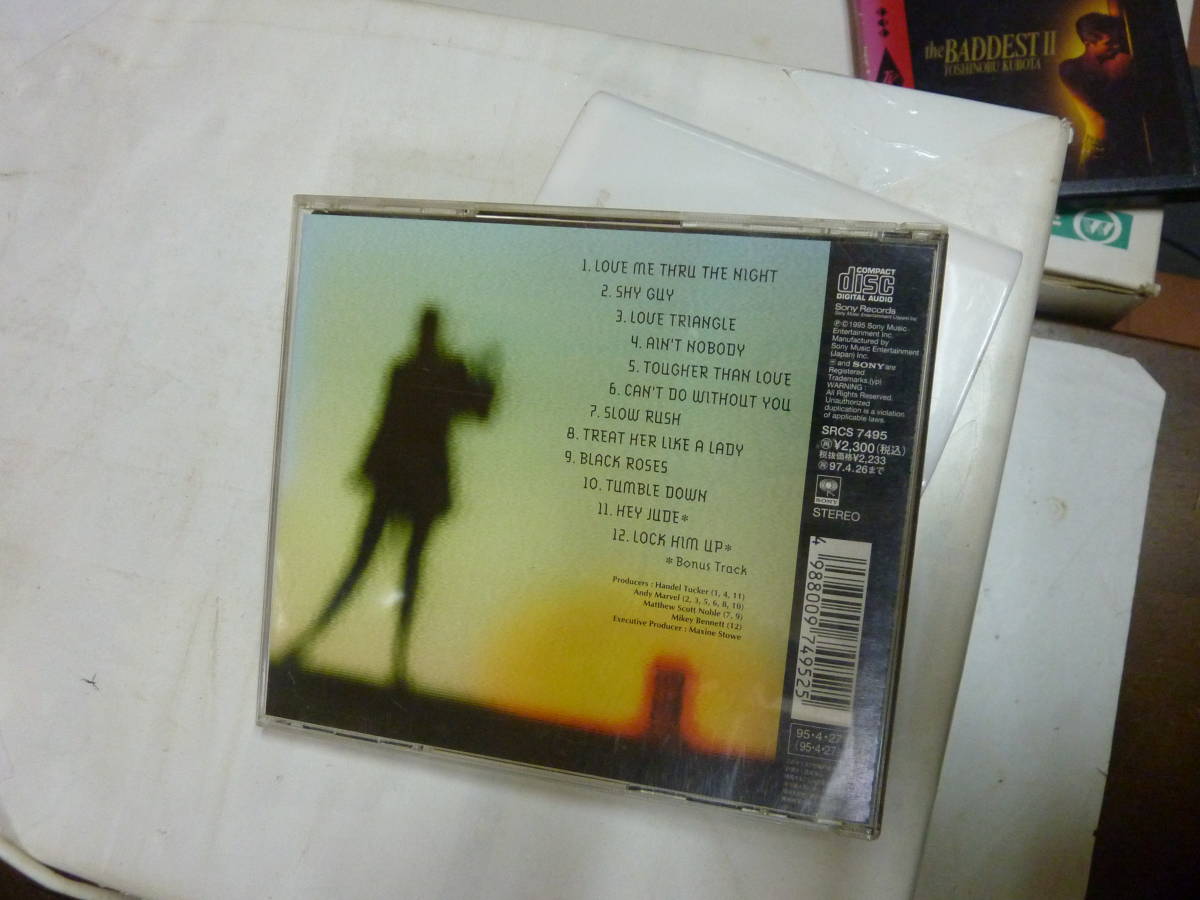 the BADDEST II
TOSHINOBU KUBOTA
1. LOVE ME THRU THE NIGHT
2. SHY GUY
3. LOVE TRIANGLE
4. AIN'T NOBODY
5. TOUGHER THAN LOVE
6. CAN'T DO WITHOUT YOU
7. SLOW RUSH
8. TREAT HER LIKE A LADY
9. BLACK ROSES
10. TUMBLE DOWN
11. HEY JUDE*
12. LOCK HIM UP*
*Bonus Track
Producers : Handel Tucker (1, 4, 11)
Andy Marvel (2, 3, 5, 6, 8, 10)
Matthew Scott Noble (7, 9)
Mikey Bennett (12)
Executive Producer : Maxine Stowe
COMPACT
disc
DIGITAL AUDIO
Sony Records
Sony Music Entertainment (Japan) Inc.
Ⓟ©1995 Sony Music
Entertainment Inc.
Manufactured by
Sony Music Entertainment
(Japan) Inc.
and SONY are
Registered
Trademarks.(yp)
WARNING :
All Rights Reserved.
Unauthorized
duplication is a violation
of applicable laws.
SRCS 7495
¥2,300(税込)
税抜価格¥2,233
97.4.26まで
SONY
STEREO
4 988009 749525
95・4・27
(95・4・27